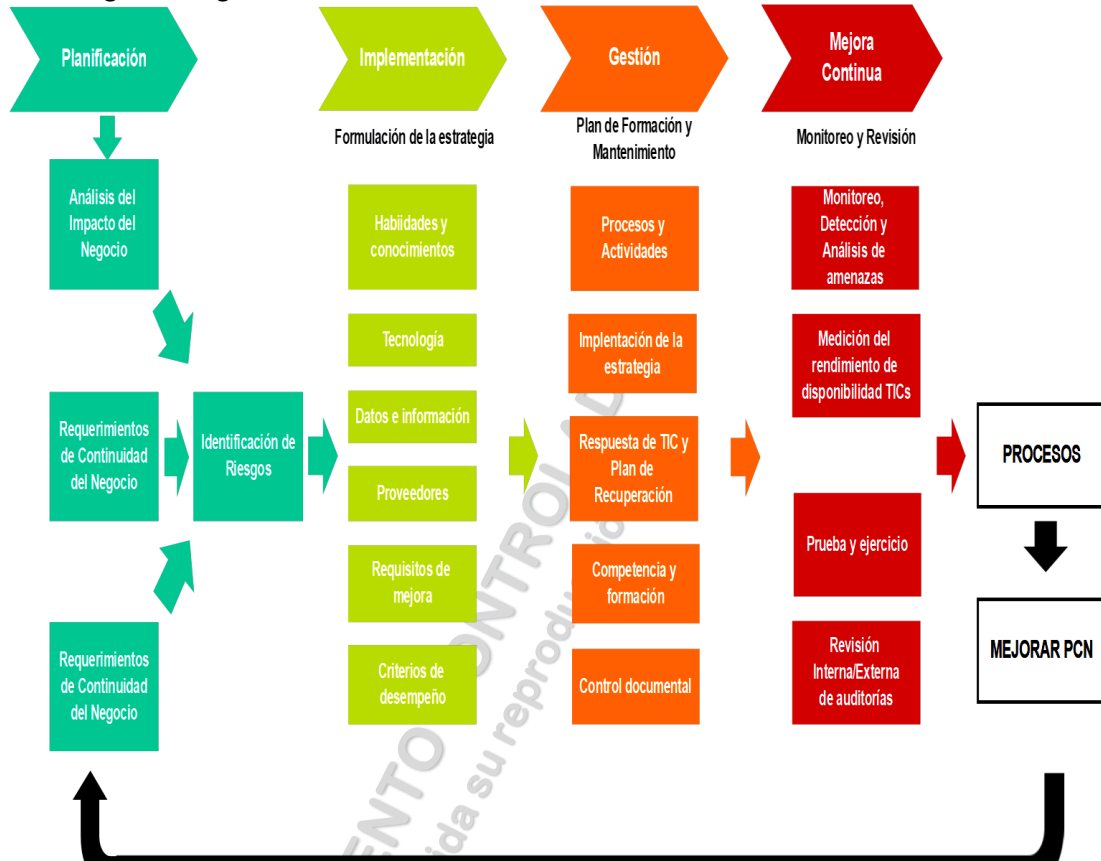 Planificación
Implementación
Gestión
Mejora
Continua
Formulación de la estrategia
Plan de Formación y
Mantenimiento
Monitoreo y Revisión
Análisis del
Impacto del
Negocio
Requerimientos
de Continuidad
del Negocio
Requerimientos
de Continuidad
del Negocio
Identificación de
Riesgos
Habiidades y
conocimientos
Tecnología
Datos e información
Proveedores
Requisitos de
mejora
Criterios de
desempeño
Procesos y
Actividades
Implentación de la
estrategia
Respuesta de TIC y
Plan de
Recuperación
Competencia y
formación
Control documental
Monitoreo,
Detección y
Análisis de
amenazas
Medición del
rendimiento de
disponibilidad TICs
Prueba y ejercicio
Revisión
Interna/Externa
de auditorías
PROCESOS
MEJORAR PCN
su reproducción